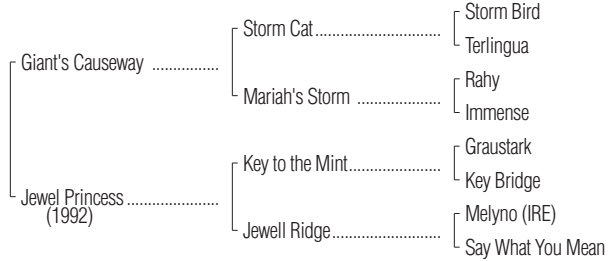 Storm Bird
Storm Cat
Terlingua
Giant's Causeway
Rahy
Mariah's Storm
Immense
Graustark
Key to the Mint
Key Bridge
Jewel Princess
(1992)
Melyno (IRE)
Jewell Ridge
Say What You Mean